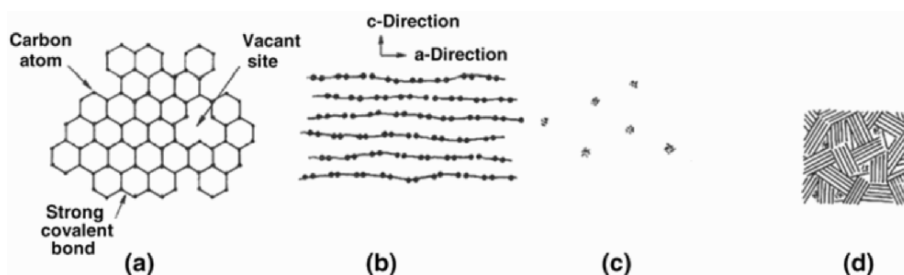 Carbon
atom
Vacant
site
c-Direction
a-Direction
Strong
covalent
bond
(a)
(b)
(c)
(d)